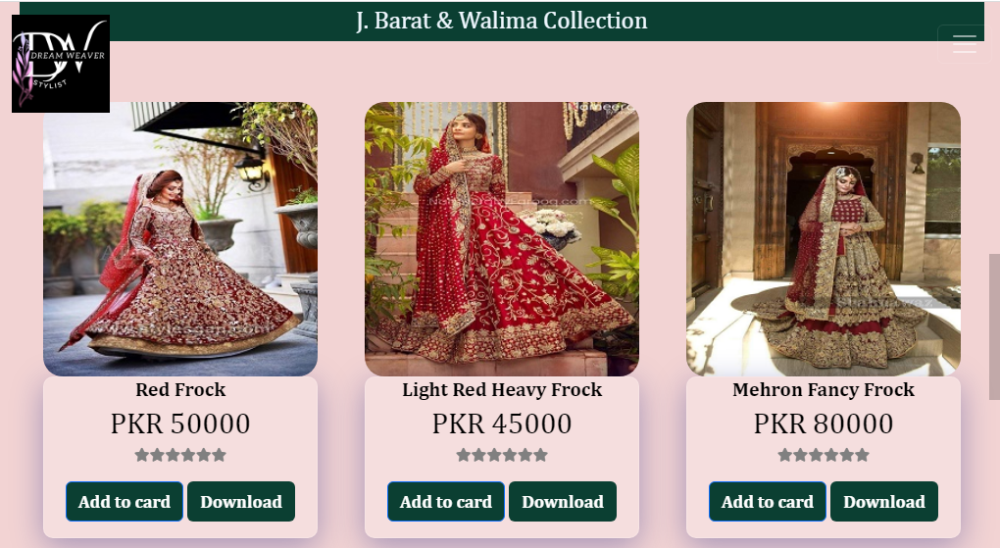 J. Barat & Walima Collection
DREAM WEAVER
STYLIST
Red Frock
PKR 50000
Add to card
Download
Light Red Heavy Frock
PKR 45000
Add to card
Download
Mehron Fancy Frock
PKR 80000
Add to card
Download